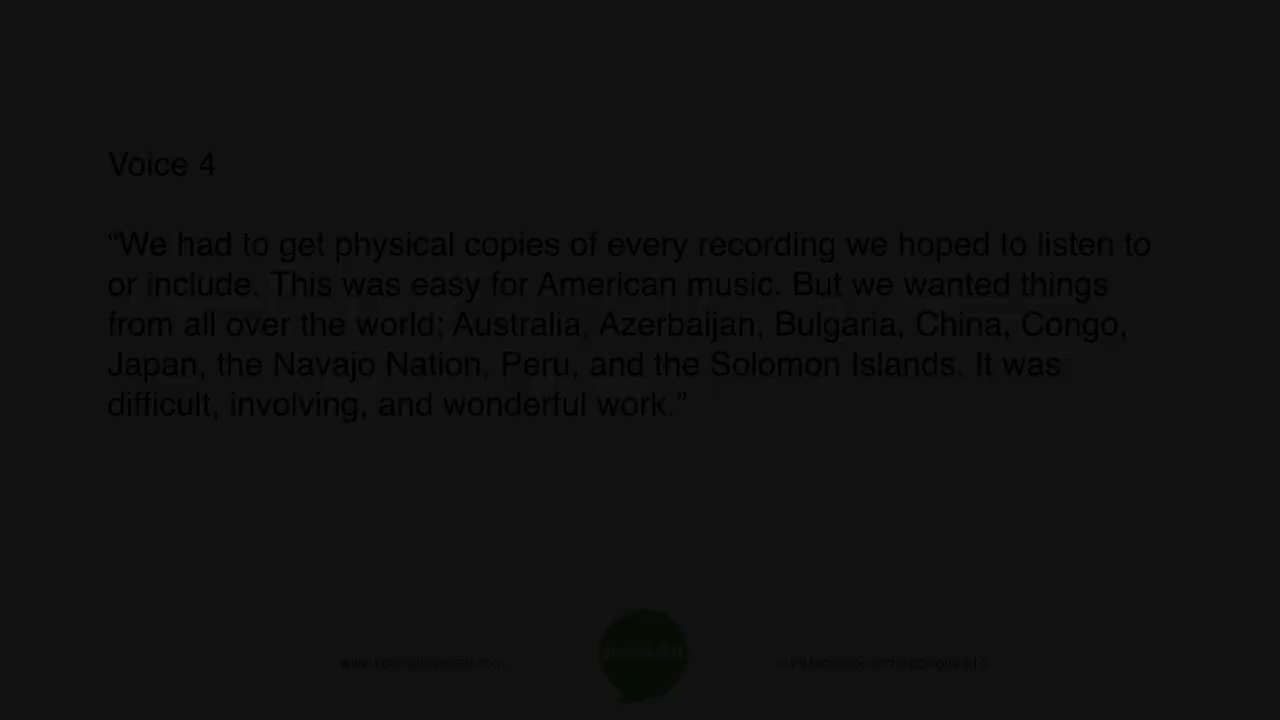 Voice 4
“We had to get physical copies of every recording we hoped to listen to
or include. This was easy for American music. But we wanted things
from all over the world; Australia, Azerbaijan, Bulgaria, China, Congo,
Japan, the Navajo Nation, Peru, and the Solomon Islands. It was
difficult, involving, and wonderful work.”